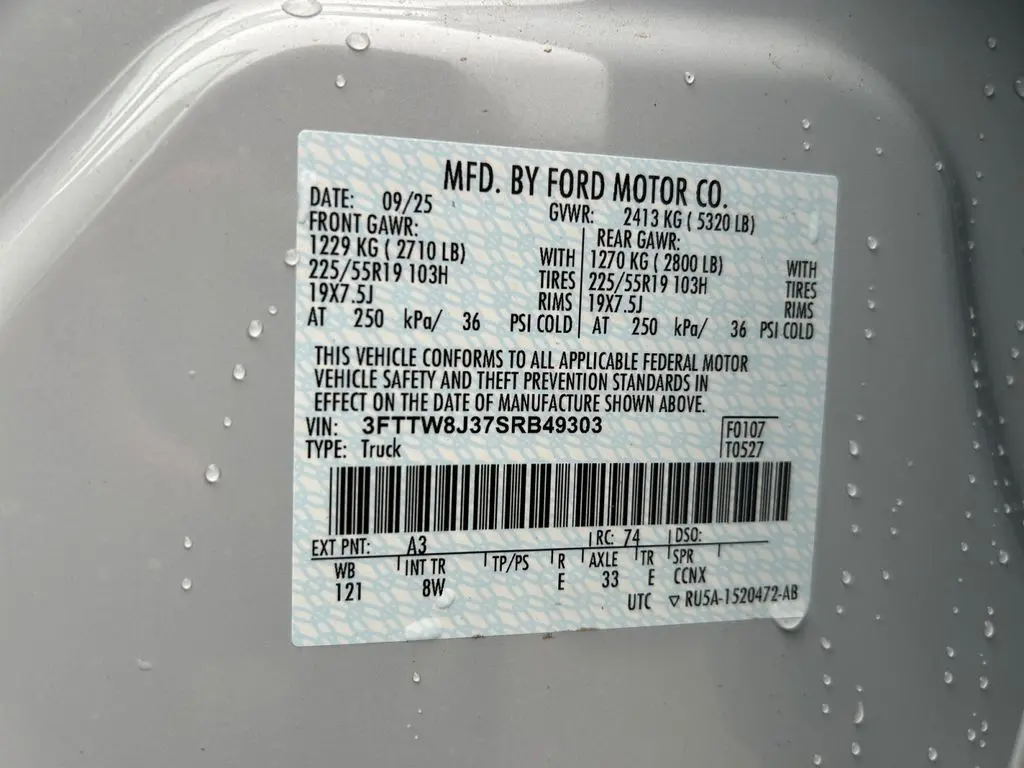 MFD. BY FORD MOTOR CO.
DATE: 09/25 GVWR: 2413 KG ( 5320 LB)
FRONT GAWR: REAR GAWR:
1229 KG ( 2710 LB) WITH 1270 KG ( 2800 LB) WITH
225/55R19 103H TIRES 225/55R19 103H TIRES
19X7.5J RIMS 19X7.5J RIMS
AT 250 kPa/ 36 PSI COLD AT 250 kPa/ 36 PSI COLD
THIS VEHICLE CONFORMS TO ALL APPLICABLE FEDERAL MOTOR
VEHICLE SAFETY AND THEFT PREVENTION STANDARDS IN
EFFECT ON THE DATE OF MANUFACTURE SHOWN ABOVE.
VIN: 3FTTW8J37SRB49303 F0107
TYPE: Truck T0527
EXT PNT: A3 RC: 74 DSO:
WB INT TR TP/PS R AXLE TR SPR
121 8W E 33 E CCNX
UTC ▽ RU5A-1520472-AB